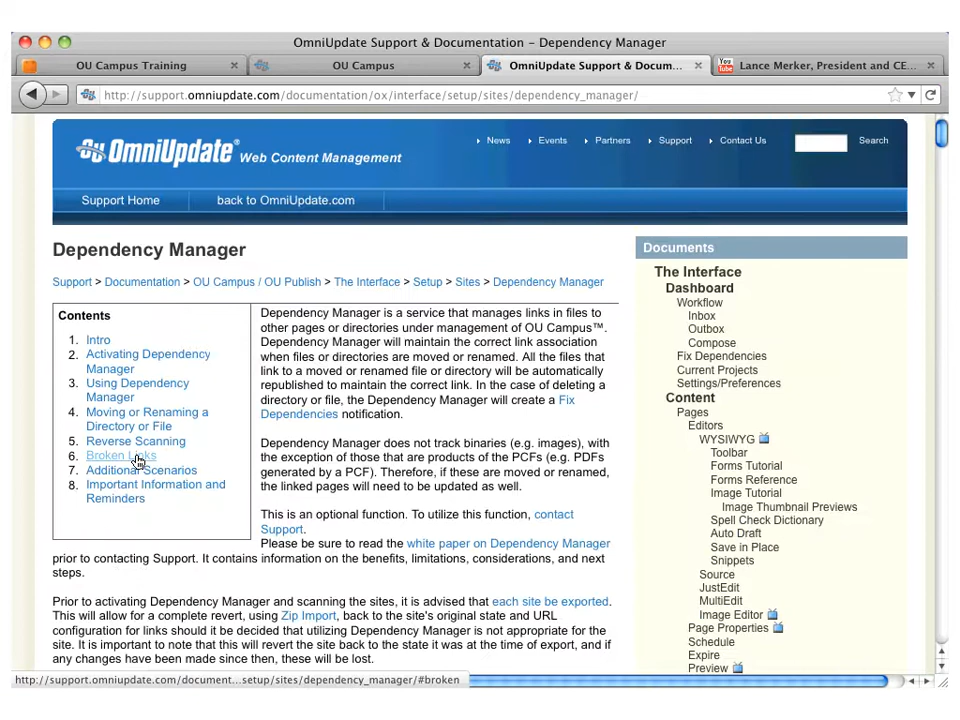 OmniUpdate Support & Documentation – Dependency Manager
OU Campus Training
OU Campus
OmniUpdate Support & Docum...
Lance Merker, President and CE...
http://support.omniupdate.com/documentation/ox/interface/setup/sites/dependency_manager/
OU OmniUpdate® Web Content Management
News
Events
Partners
Support
Contact Us
Search
Support Home
back to OmniUpdate.com
Dependency Manager
Support > Documentation > OU Campus / OU Publish > The Interface > Setup > Sites > Dependency Manager
Contents
1. Intro
2. Activating Dependency
Manager
3. Using Dependency
Manager
4. Moving or Renaming a
Directory or File
5. Reverse Scanning
6. Broken Links
7. Additional Scenarios
8. Important Information and
Reminders
Dependency Manager is a service that manages links in files to
other pages or directories under management of OU Campus™.
Dependency Manager will maintain the correct link association
when files or directories are moved or renamed. All the files that
link to a moved or renamed file or directory will be automatically
republished to maintain the correct link. In the case of deleting a
directory or file, the Dependency Manager will create a Fix
Dependencies notification.
Dependency Manager does not track binaries (e.g. images), with
the exception of those that are products of the PCFs (e.g. PDFs
generated by a PCF). Therefore, if these are moved or renamed,
the linked pages will need to be updated as well.
This is an optional function. To utilize this function, contact
Support.
Please be sure to read the white paper on Dependency Manager
prior to contacting Support. It contains information on the benefits, limitations, considerations, and next
steps.
Prior to activating Dependency Manager and scanning the sites, it is advised that each site be exported.
This will allow for a complete revert, using Zip Import, back to the site's original state and URL
configuration for links should it be decided that utilizing Dependency Manager is not appropriate for the
site. It is important to note that this will revert the site back to the state it was at the time of export, and if
any changes have been made since then, these will be lost.
Documents
The Interface
Dashboard
Workflow
Inbox
Outbox
Compose
Fix Dependencies
Current Projects
Settings/Preferences
Content
Pages
Editors
WYSIWYG
Toolbar
Forms Tutorial
Forms Reference
Image Tutorial
Image Thumbnail Previews
Spell Check Dictionary
Auto Draft
Save in Place
Snippets
Source
JustEdit
MultiEdit
Image Editor
Page Properties
Schedule
Expire
Preview
http://support.omniupdate.com/document...setup/sites/dependency_manager/#broken